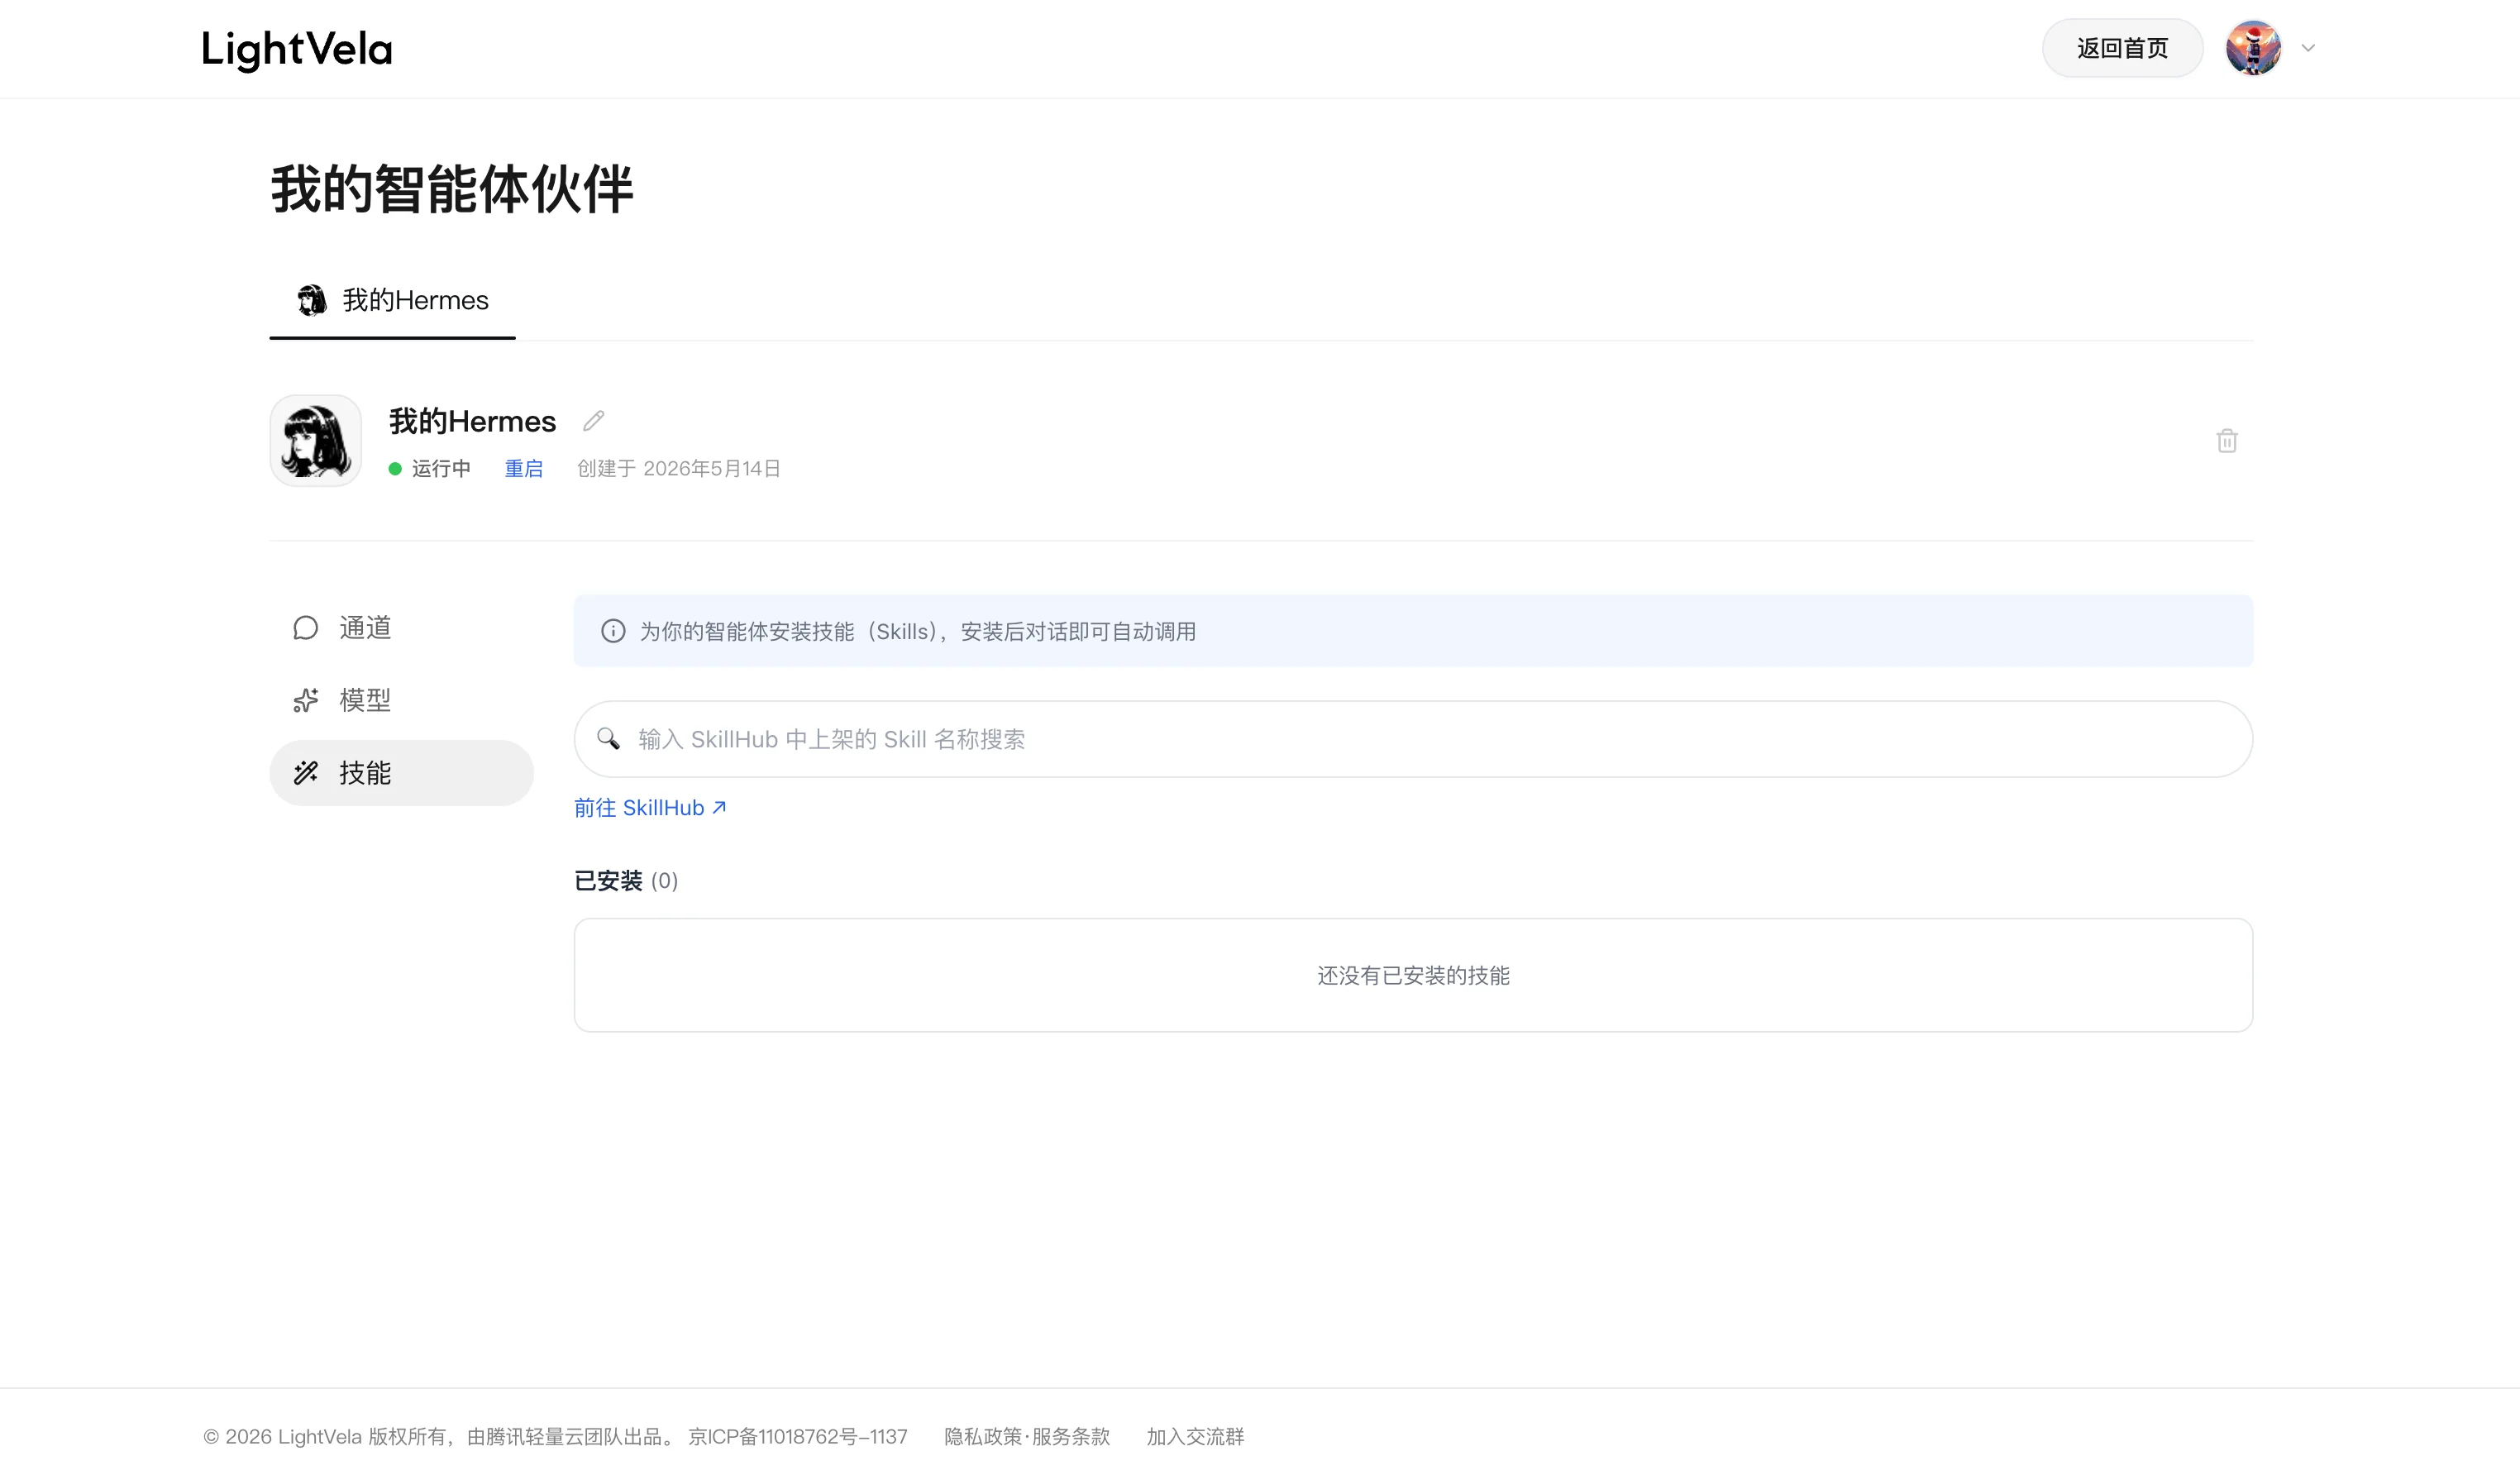 LightVela
返回首页
我的智能体伙伴
我的Hermes
我的Hermes
运行中 重启 创建于 2026年5月14日
通道
模型
技能
为你的智能体安装技能（Skills），安装后对话即可自动调用
输入 SkillHub 中上架的 Skill 名称搜索
前往 SkillHub ↗
已安装 (0)
还没有已安装的技能
© 2026 LightVela 版权所有，由腾讯轻量云团队出品。 京ICP备11018762号-1137 隐私政策·服务条款 加入交流群